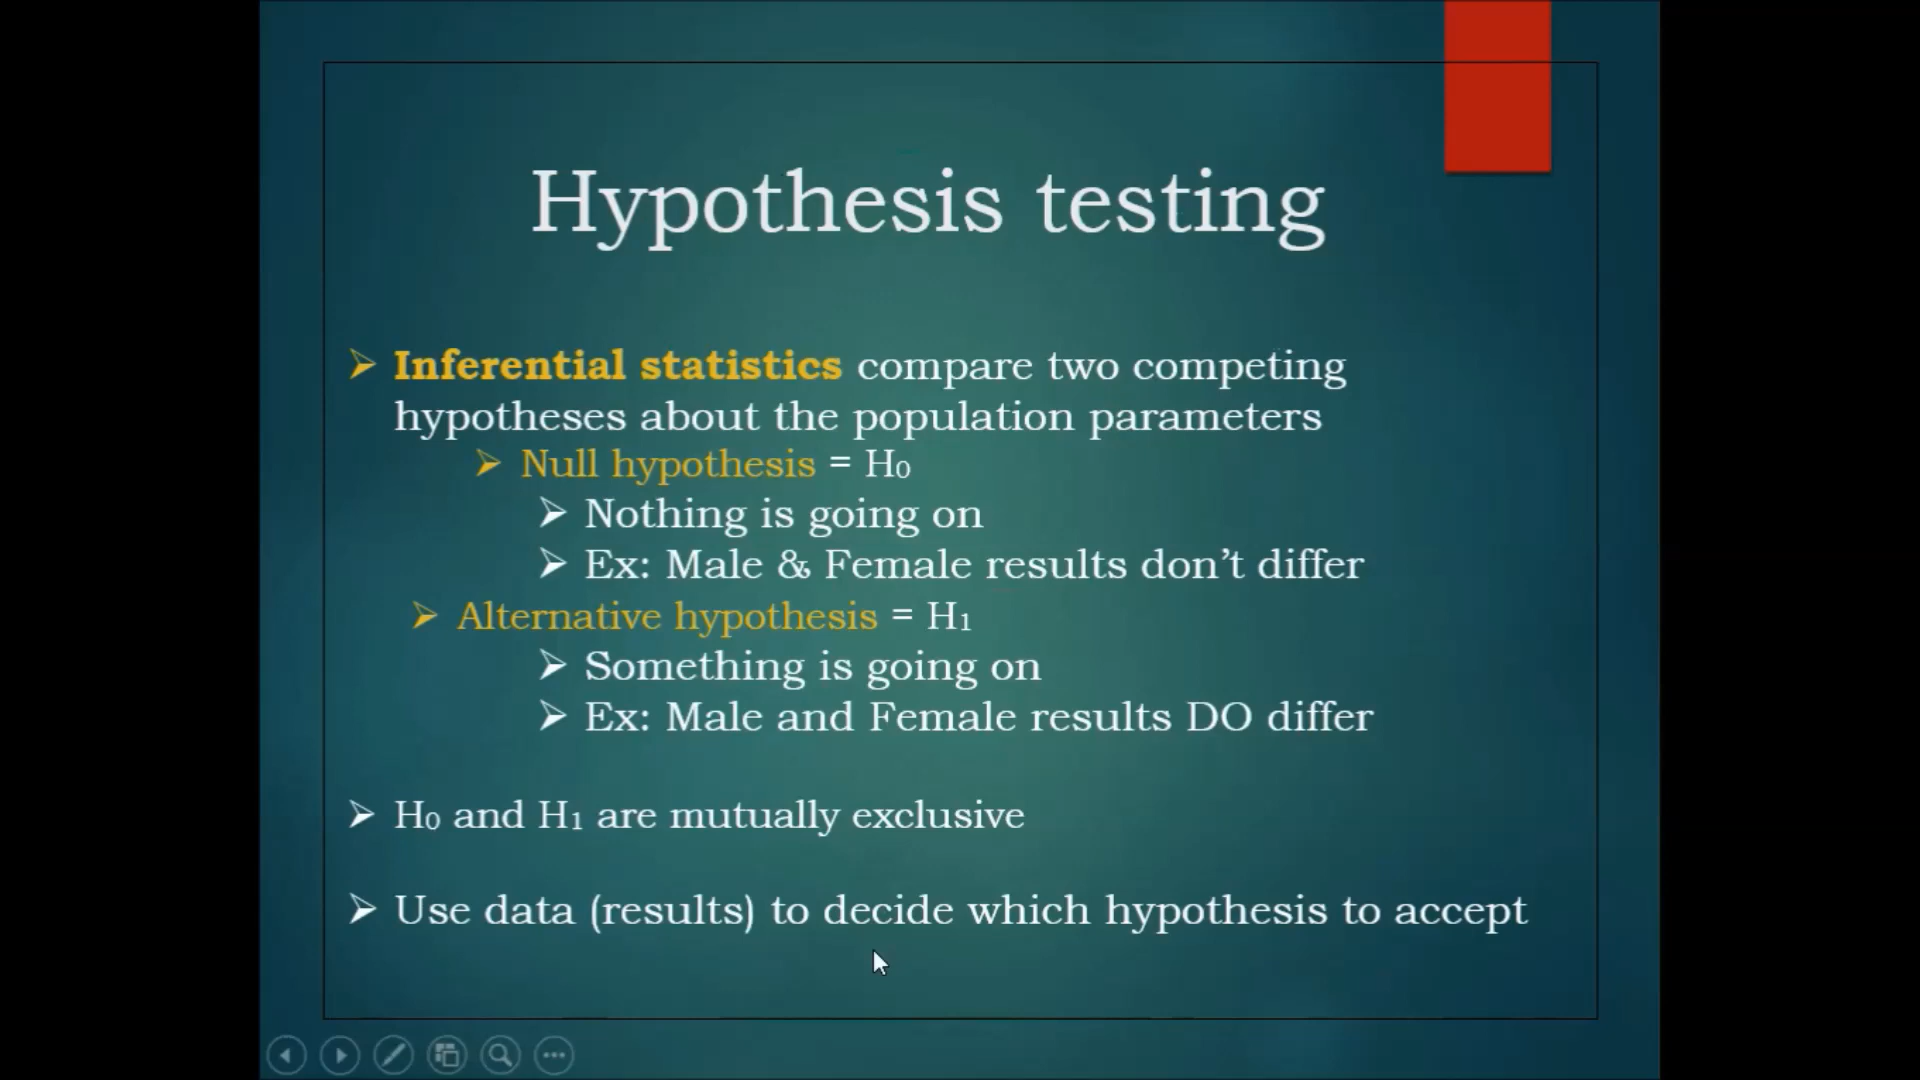 Hypothesis testing
Inferential statistics compare two competing
hypotheses about the population parameters
Null hypothesis = H₀
Nothing is going on
Ex: Male & Female results don’t differ
Alternative hypothesis = H₁
Something is going on
Ex: Male and Female results DO differ
H₀ and H₁ are mutually exclusive
Use data (results) to decide which hypothesis to accept